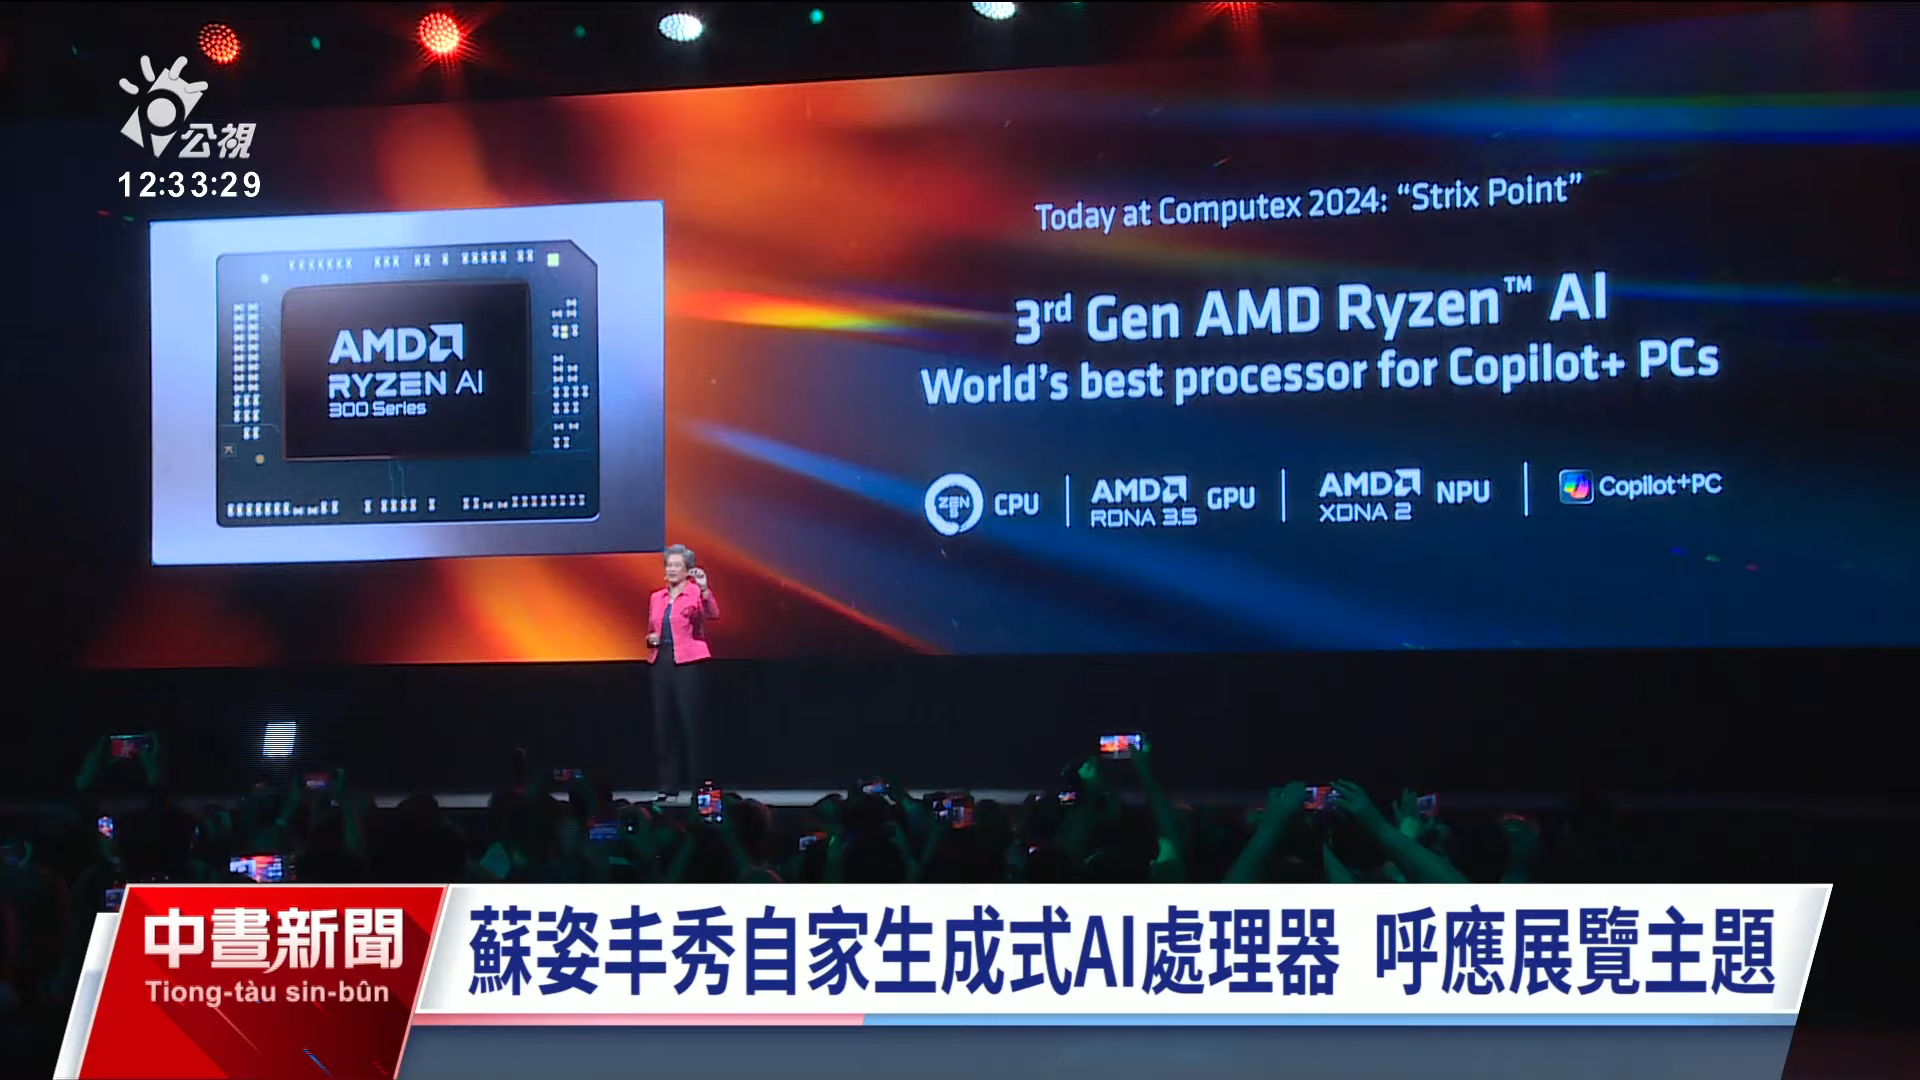 公視
12:33:29
Today at Computex 2024: “Strix Point”
3rd Gen AMD Ryzen™ AI
World’s best processor for Copilot+ PCs
AMD
RYZEN AI
300 Series
ZEN 5 CPU
AMD RDNA 3.5 GPU
AMD XDNA 2 NPU
Copilot+PC
中晝新聞
Tiong-tàu sin-bûn
蘇姿丰秀自家生成式AI處理器 呼應展覽主題